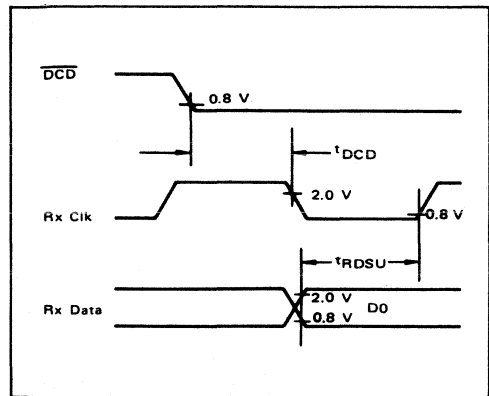 DCD
0.8 V
tDCD
Rx Clk
2.0 V
0.8 V
tRDSU
Rx Data
2.0 V
D0
0.8 V